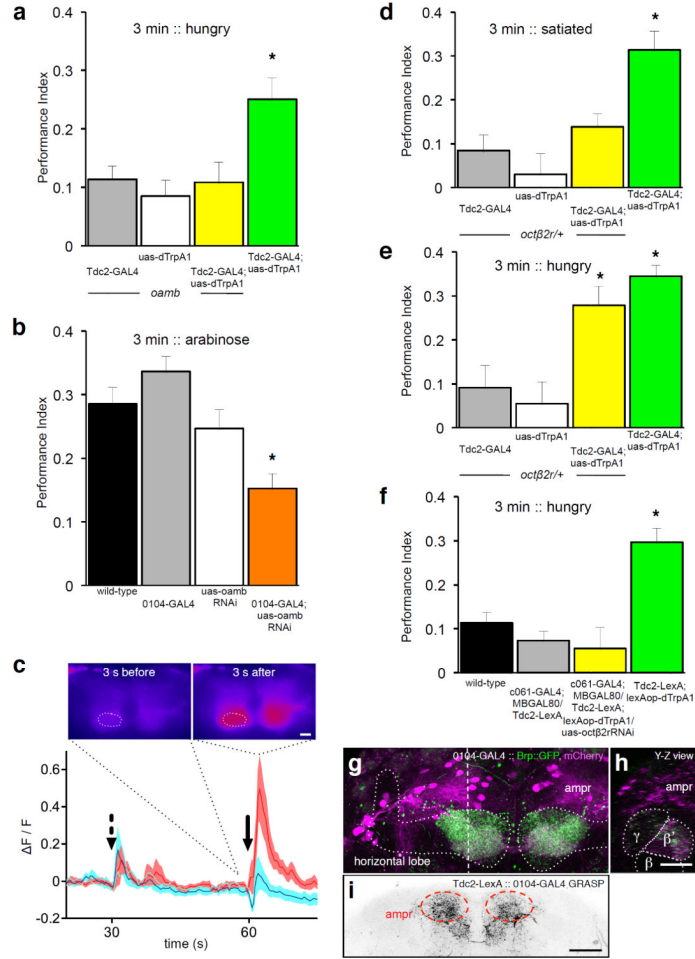 a
3 min :: hungry
*
Performance Index
0.4
0.3
0.2
0.1
0
Tdc2-GAL4
uas-dTrpA1
Tdc2-GAL4;
uas-dTrpA1
Tdc2-GAL4;
uas-dTrpA1
oamb
b
3 min :: arabinose
*
Performance Index
0.4
0.3
0.2
0.1
0
wild-type
0104-GAL4
uas-oamb
RNAi
0104-GAL4;
uas-oamb
RNAi
c
3 s before
3 s after
ΔF / F
0.6
0.4
0.2
0
-0.2
30
60
time (s)
d
3 min :: satiated
*
Performance Index
0.4
0.3
0.2
0.1
0
Tdc2-GAL4
uas-dTrpA1
Tdc2-GAL4;
uas-dTrpA1
Tdc2-GAL4;
uas-dTrpA1
octβ2r/+
e
3 min :: hungry
*
*
Performance Index
0.4
0.3
0.2
0.1
0
Tdc2-GAL4
uas-dTrpA1
Tdc2-GAL4;
uas-dTrpA1
Tdc2-GAL4;
uas-dTrpA1
octβ2r/+
f
3 min :: hungry
*
Performance Index
0.4
0.3
0.2
0.1
0
wild-type
c061-GAL4;
MBGAL80/
Tdc2-LexA
c061-GAL4;
MBGAL80/
Tdc2-LexA;
lexAop-dTrpA1/
uas-octβ2rRNAi
Tdc2-LexA;
lexAop-dTrpA1
g
0104-GAL4 :: Brp::GFP, mCherry
ampr
horizontal lobe
h
Y-Z view
ampr
γ
β'
β
i
Tdc2-LexA :: 0104-GAL4 GRASP
ampr